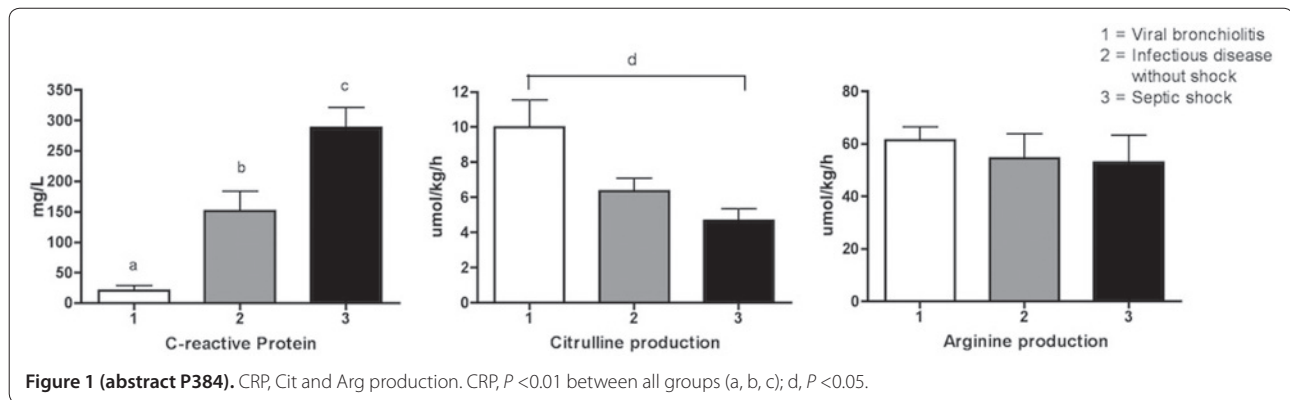 1 = Viral bronchiolitis
2 = Infectious disease
without shock
3 = Septic shock
350
300
250
200
150
100
50
0
mg/L
a
b
c
1
2
3
C-reactive Protein
12
10
8
6
4
2
0
umol/kg/h
d
1
2
3
Citrulline production
80
60
40
20
0
umol/kg/h
1
2
3
Arginine production
Figure 1 (abstract P384). CRP, Cit and Arg production. CRP, P <0.01 between all groups (a, b, c); d, P <0.05.